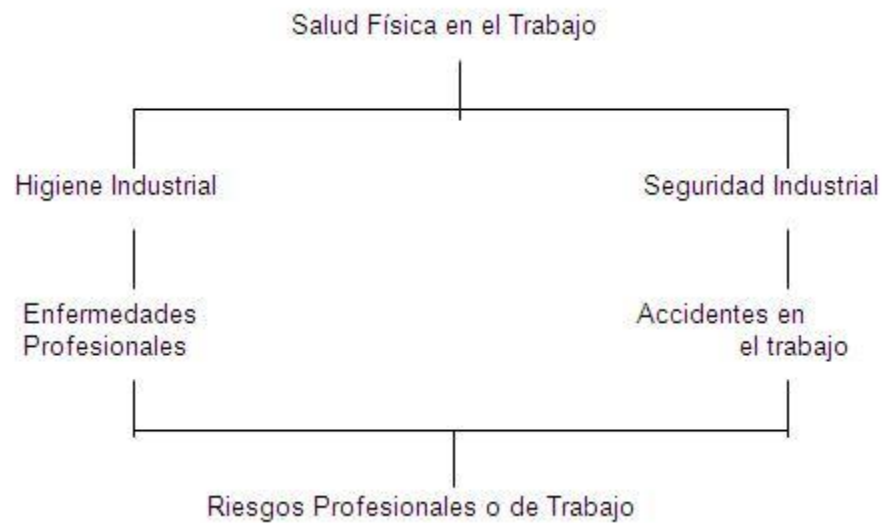 Salud Física en el Trabajo
Higiene Industrial
Seguridad Industrial
Enfermedades
Profesionales
Accidentes en
el trabajo
Riesgos Profesionales o de Trabajo